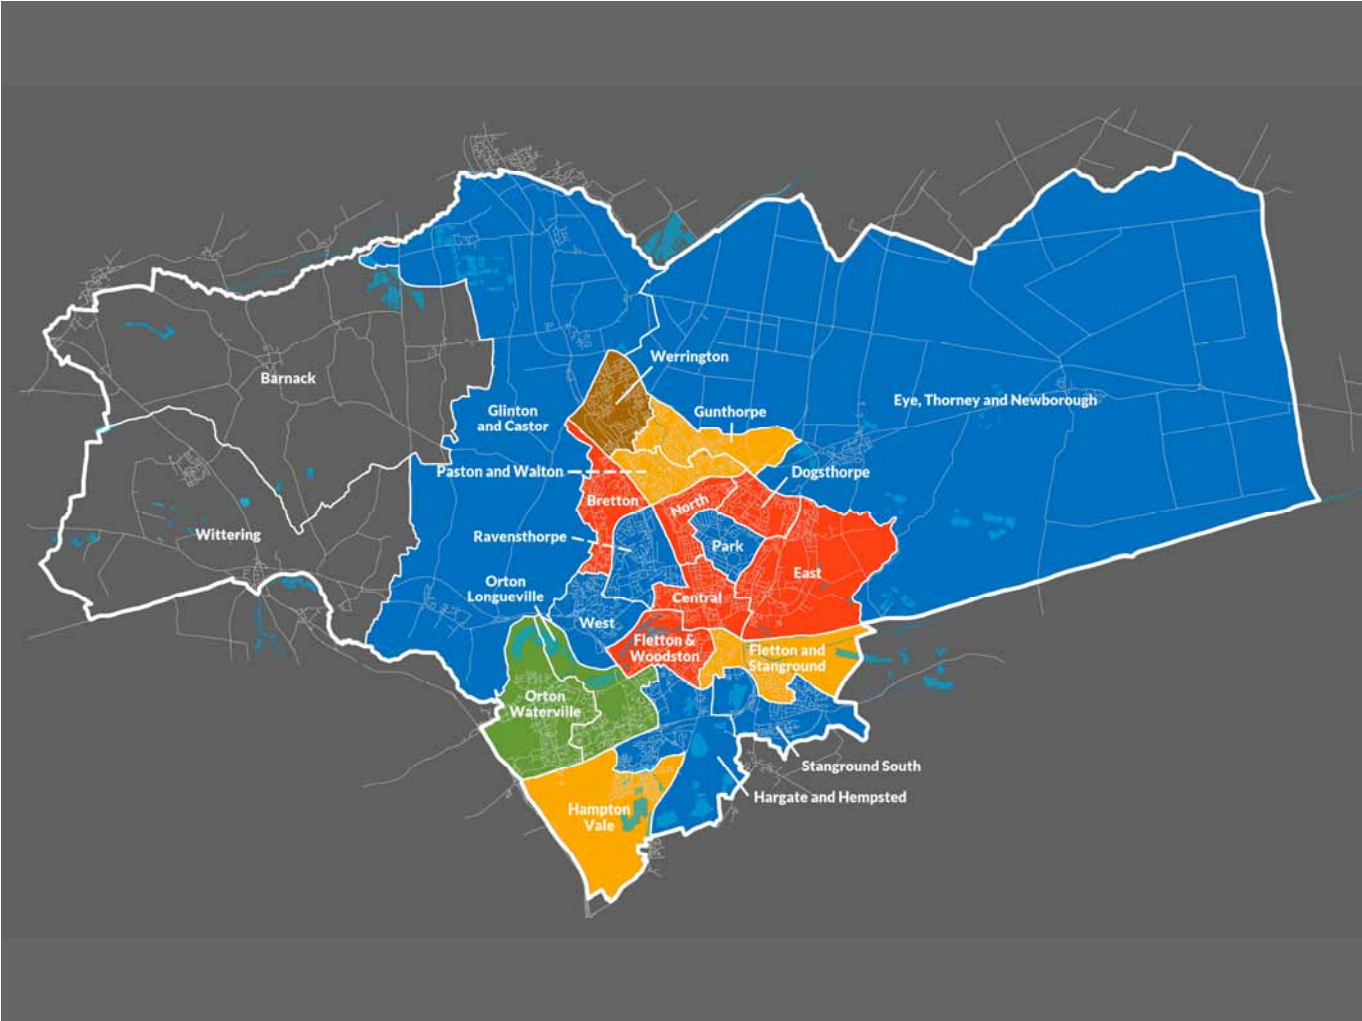 Werrington
Barnack
Glinton
and Castor
Gunthorpe
Eye, Thorney and Newborough
Paston and Walton
Dogsthorpe
Bretton
North
Wittering
Ravensthorpe
Park
East
Orton
Longueville
Central
West
Fletton &
Woodston
Fletton and
Stanground
Orton
Waterville
Stanground South
Hargate and Hempsted
Hampton
Vale